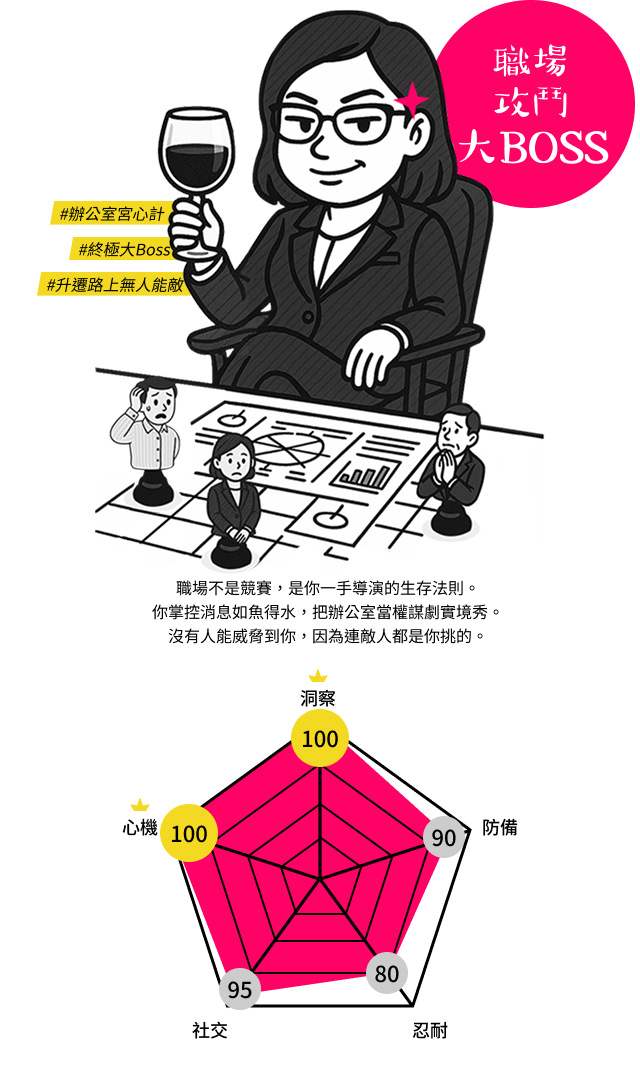 職場
攻鬥
大BOSS
#辦公室宮心計
#終極大Boss
#升遷路上無人能敵
職場不是競賽，是你一手導演的生存法則。
你掌控消息如魚得水，把辦公室當權謀劇實境秀。
沒有人能威脅到你，因為連敵人都是你挑的。
洞察
100
心機
100
90
防備
95
80
社交
忍耐